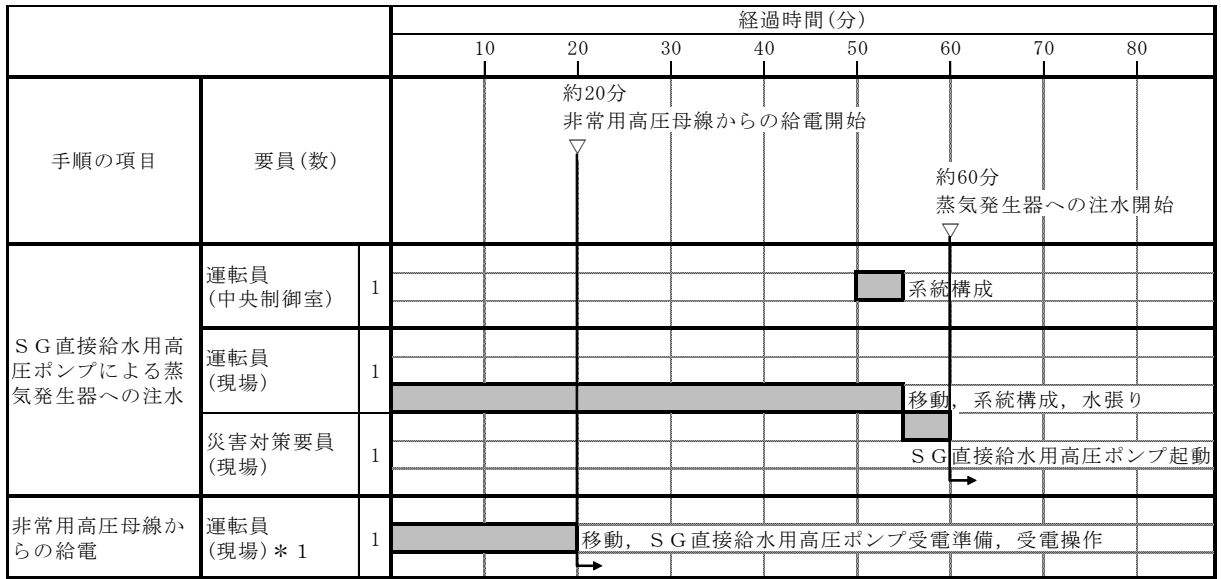 経過時間(分)
10 20 30 40 50 60 70 80
手順の項目
要員(数)
約20分
非常用高圧母線からの給電開始
▽
約60分
蒸気発生器への注水開始
▽
ＳＧ直接給水用高
圧ポンプによる蒸
気発生器への注水
運転員
(中央制御室)
1
系統構成
運転員
(現場)
1
移動，系統構成，水張り
災害対策要員
(現場)
1
ＳＧ直接給水用高圧ポンプ起動
非常用高圧母線か
らの給電
運転員
(現場)＊１
1
移動，ＳＧ直接給水用高圧ポンプ受電準備，受電操作